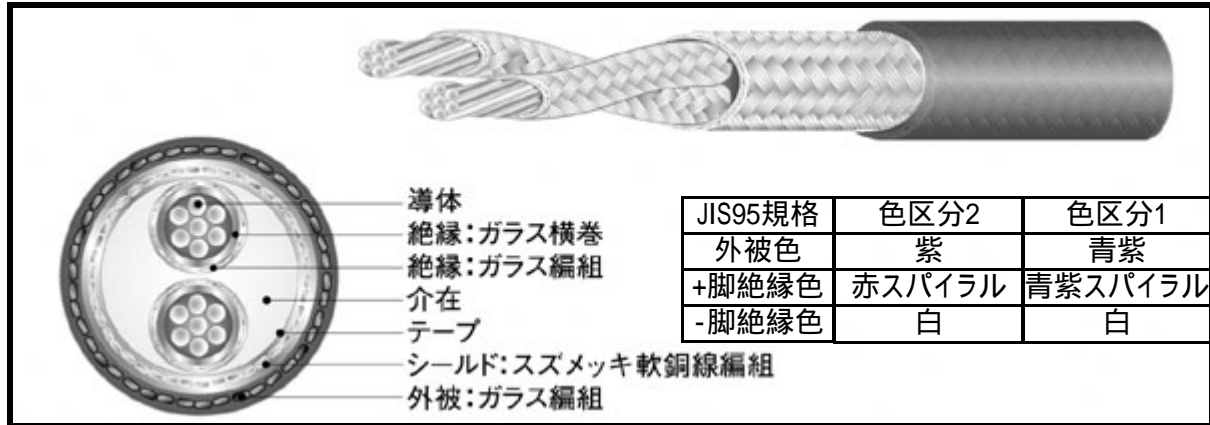 導体
絶縁：ガラス横巻
絶縁：ガラス編組
介在
テープ
シールド：スズメッキ軟銅線編組
外被：ガラス編組
JIS95規格 色区分2 色区分1
外被色 紫 青紫
+脚絶縁色 赤スパイラル 青紫スパイラル
-脚絶縁色 白 白